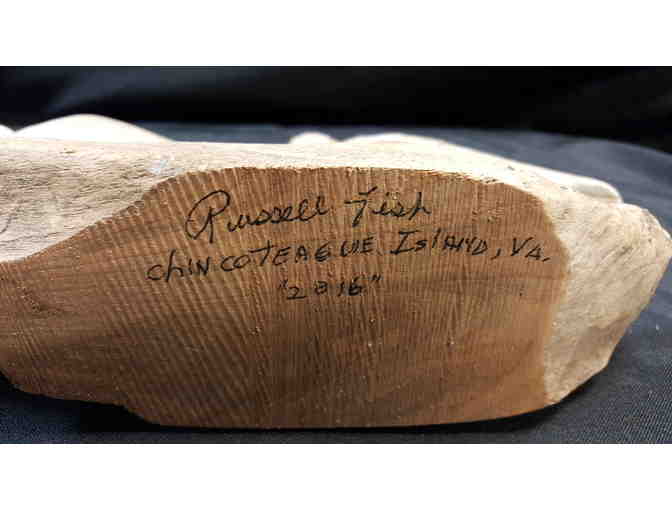 Russell Fish
ChINCOTEAGUE ISlAND, VA.
"2016"